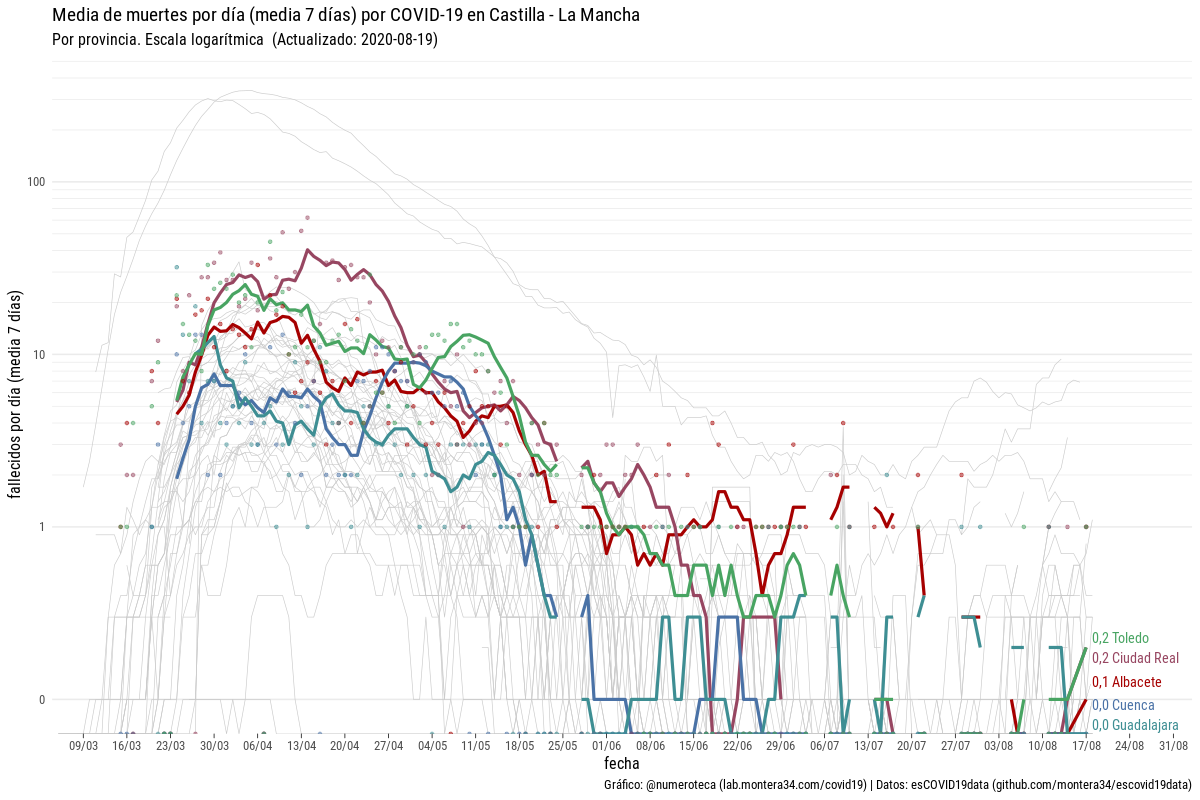 Media de muertes por día (media 7 días) por COVID-19 en Castilla - La Mancha
Por provincia. Escala logarítmica (Actualizado: 2020-08-19)
fallecidos por día (media 7 días)
100
10
1
0
0,2 Toledo
0,2 Ciudad Real
0,1 Albacete
0,0 Cuenca
0,0 Guadalajara
09/03 16/03 23/03 30/03 06/04 13/04 20/04 27/04 04/05 11/05 18/05 25/05 01/06 08/06 15/06 22/06 29/06 06/07 13/07 20/07 27/07 03/08 10/08 17/08 24/08 31/08
fecha
Gráfico: @numeroteca (lab.montera34.com/covid19) | Datos: esCOVID19data (github.com/montera34/escovid19data)